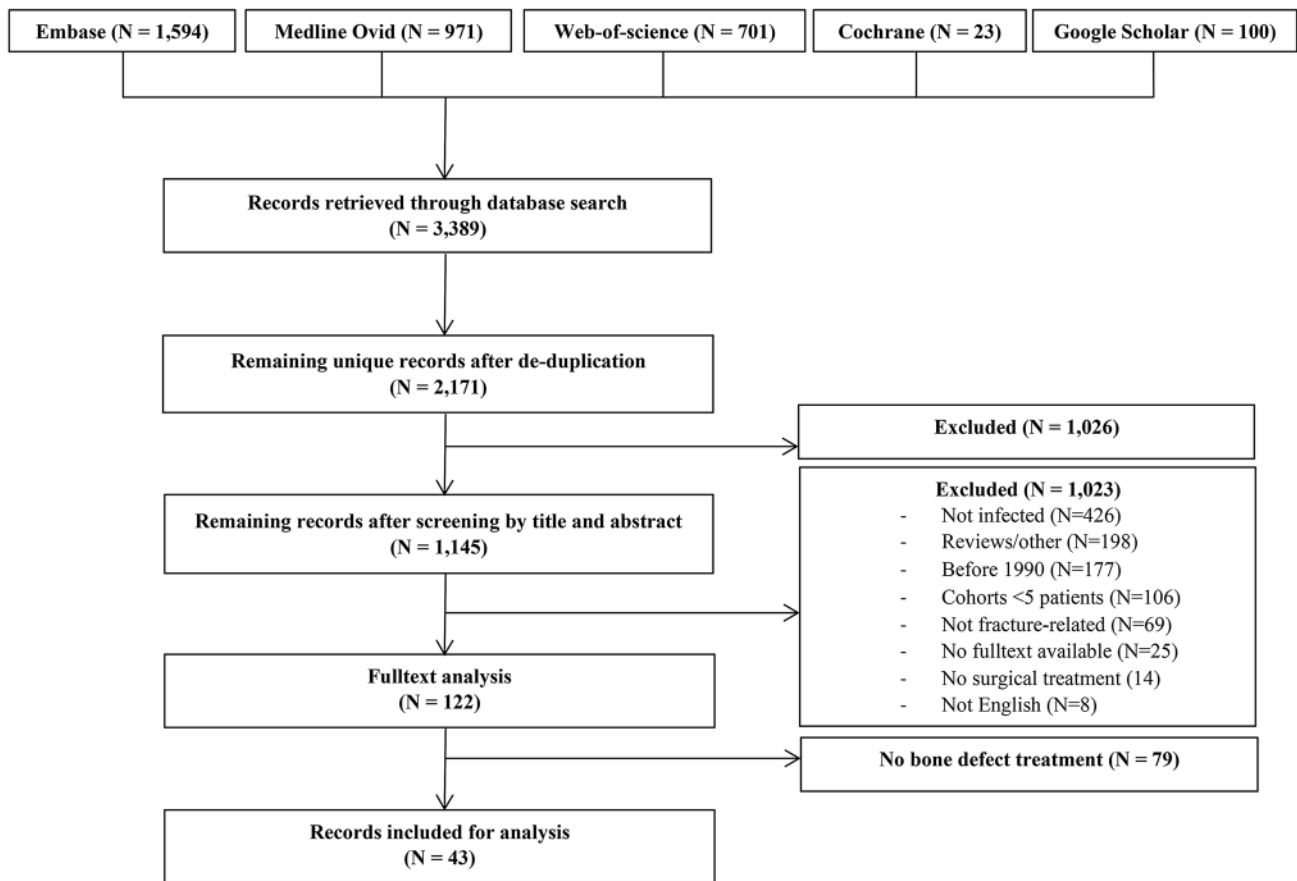 Embase (N = 1,594)
Medline Ovid (N = 971)
Web-of-science (N = 701)
Cochrane (N = 23)
Google Scholar (N = 100)
Records retrieved through database search
(N = 3,389)
Remaining unique records after de-duplication
(N = 2,171)
Excluded (N = 1,026)
Remaining records after screening by title and abstract
(N = 1,145)
Excluded (N = 1,023)
- Not infected (N=426)
- Reviews/other (N=198)
- Before 1990 (N=177)
- Cohorts <5 patients (N=106)
- Not fracture-related (N=69)
- No fulltext available (N=25)
- No surgical treatment (14)
- Not English (N=8)
Fulltext analysis
(N = 122)
No bone defect treatment (N = 79)
Records included for analysis
(N = 43)